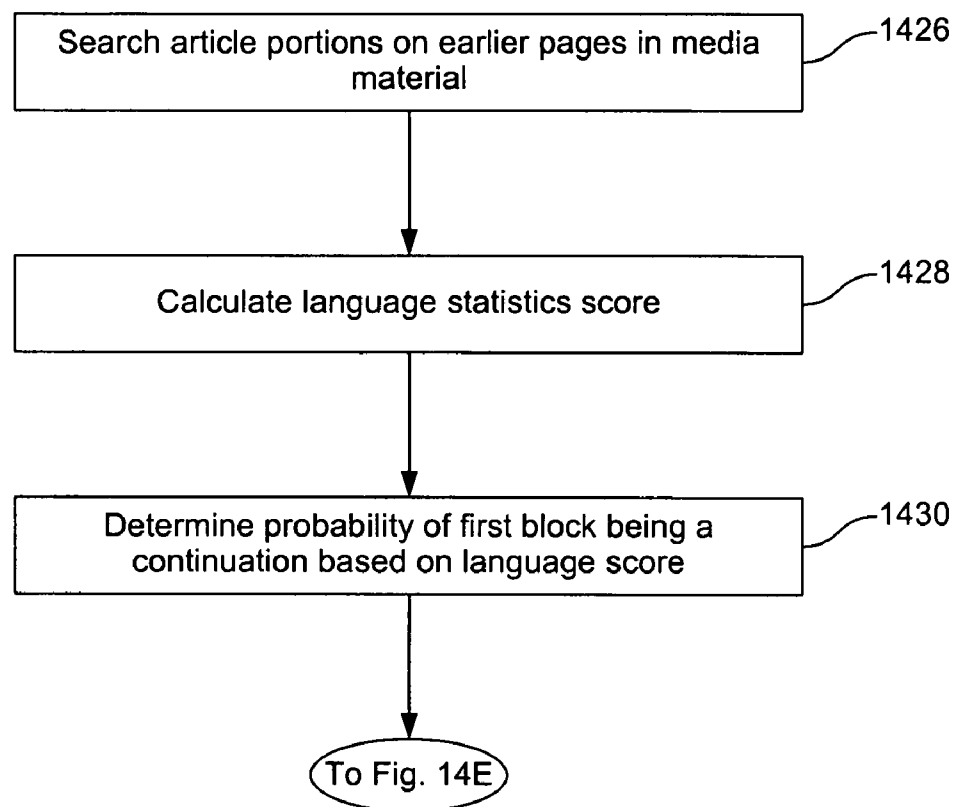 Search article portions on earlier pages in media
material
1426
Calculate language statistics score
1428
Determine probability of first block being a
continuation based on language score
1430
To Fig. 14E